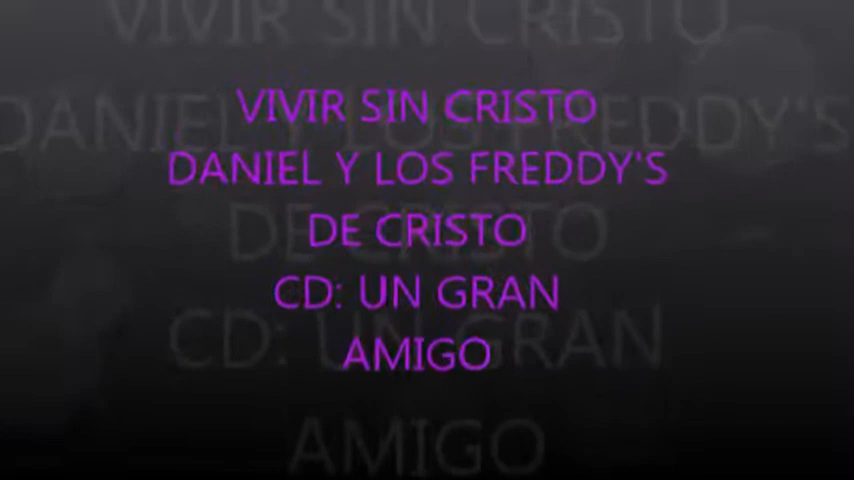 VIVIR SIN CRISTO
DANIEL Y LOS FREDDY'S
DE CRISTO
CD: UN GRAN
AMIGO